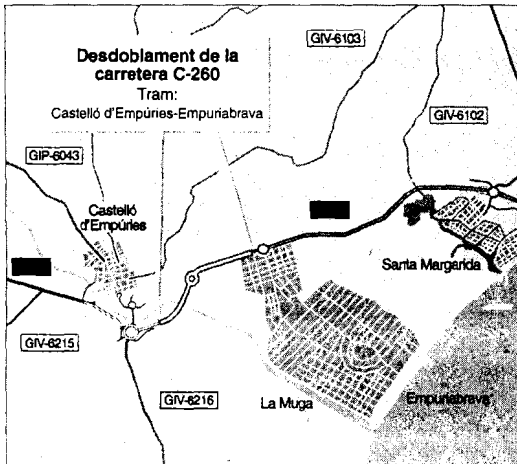 Desdoblament de la
carretera C-260
Tram:
Castelló d'Empúries-Empuriabrava
GIV-6103
GIV-6102
GIP-6043
Castelló
d'Empúries
Santa Margarida
GIV-6215
GIV-6216
La Muga
Empuriabrava